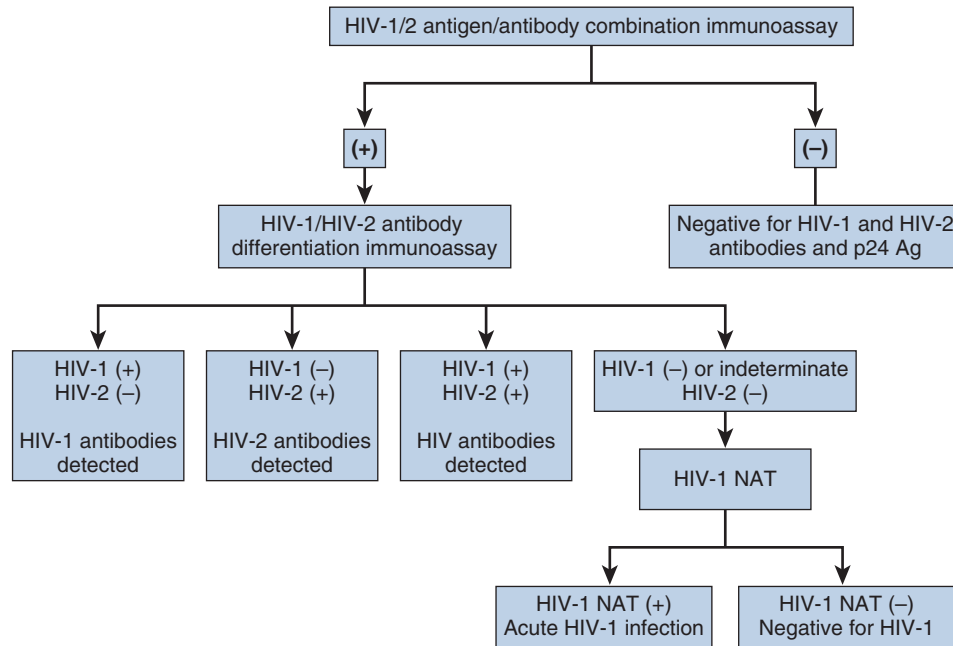 HIV-1/2 antigen/antibody combination immunoassay
(+)
(–)
HIV-1/HIV-2 antibody
differentiation immunoassay
Negative for HIV-1 and HIV-2
antibodies and p24 Ag
HIV-1 (+)
HIV-2 (–)
HIV-1 antibodies
detected
HIV-1 (–)
HIV-2 (+)
HIV-2 antibodies
detected
HIV-1 (+)
HIV-2 (+)
HIV antibodies
detected
HIV-1 (–) or indeterminate
HIV-2 (–)
HIV-1 NAT
HIV-1 NAT (+)
Acute HIV-1 infection
HIV-1 NAT (–)
Negative for HIV-1